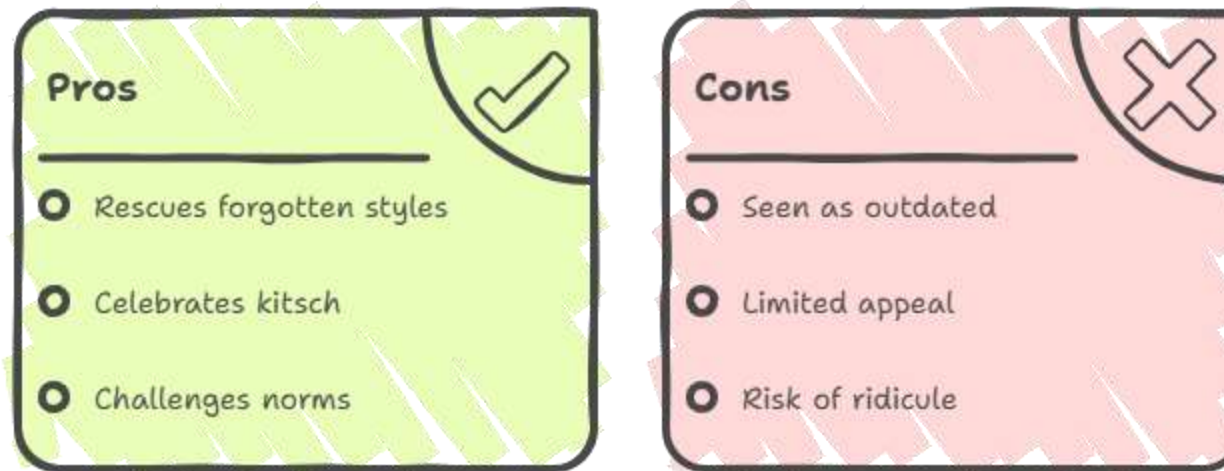 Pros
Rescues forgotten styles
Celebrates kitsch
Challenges norms
Cons
Seen as outdated
Limited appeal
Risk of ridicule